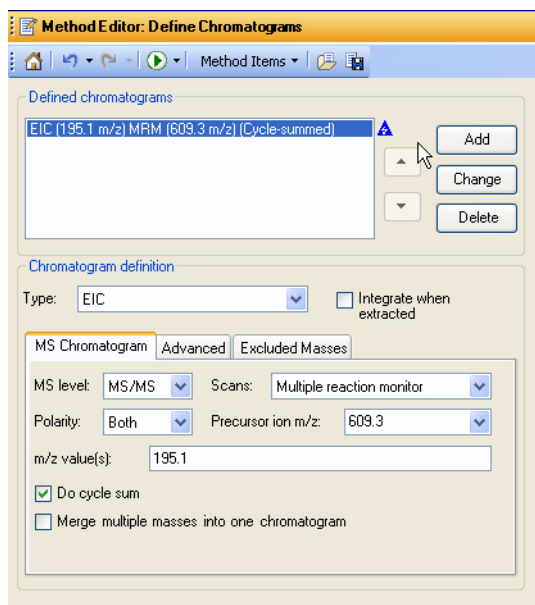 Method Editor: Define Chromatograms
Method Items
Defined chromatograms
EIC (195.1 m/z) MRM (609.3 m/z) (Cycle-summed)
Add
Change
Delete
Chromatogram definition
Type: EIC Integrate when
extracted
MS Chromatogram Advanced Excluded Masses
MS level: MS/MS Scans: Multiple reaction monitor
Polarity: Both Precursor ion m/z: 609.3
m/z value(s): 195.1
Do cycle sum
Merge multiple masses into one chromatogram